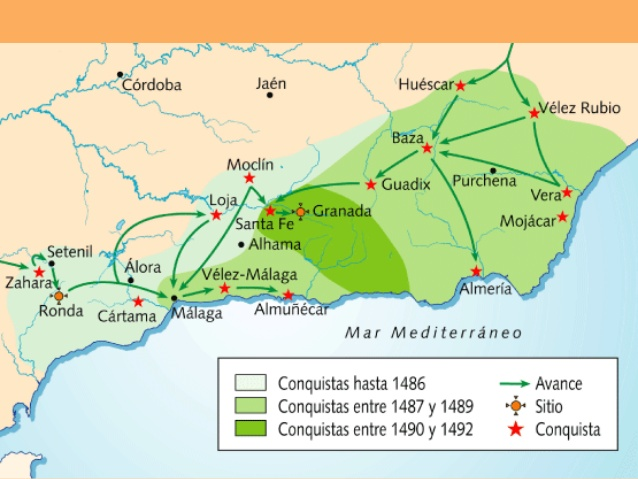 Córdoba
Jaén
Huéscar
Vélez Rubio
Baza
Moclín
Guadix
Purchena
Vera
Loja
Santa Fe
Granada
Mojácar
Alhama
Setenil
Zahara
Álora
Vélez-Málaga
Almería
Ronda
Cártama
Málaga
Almuñécar
Mar Mediterráneo
Conquistas hasta 1486
Avance
Conquistas entre 1487 y 1489
Sitio
Conquistas entre 1490 y 1492
Conquista